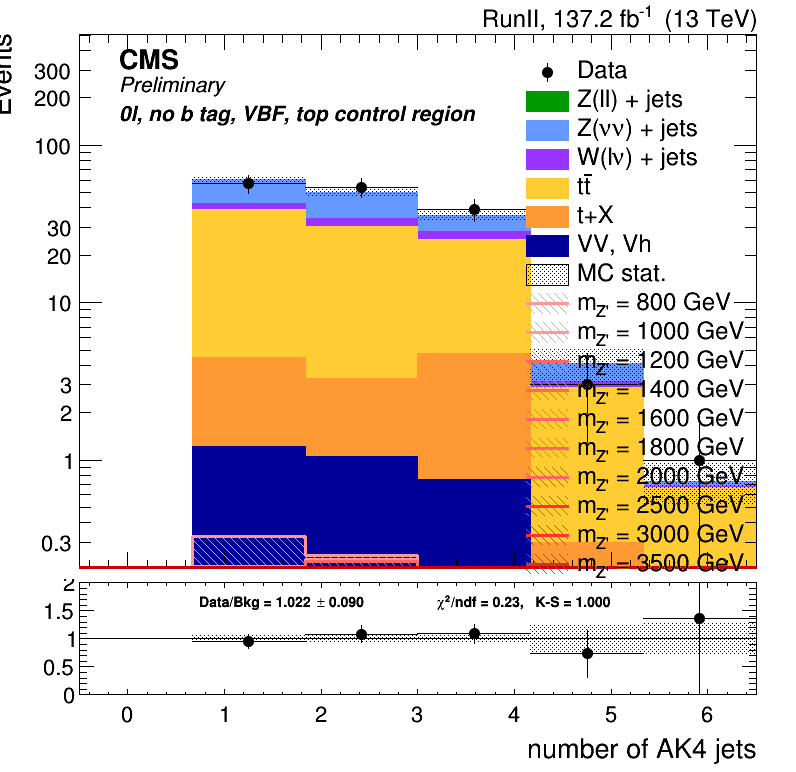 RunII, 137.2 fb⁻¹ (13 TeV)
Events
CMS
Preliminary
0l, no b tag, VBF, top control region
Data
Z(ll) + jets
Z(νν) + jets
W(lν) + jets
tt̄
t+X
VV, Vh
MC stat.
m_Z' = 800 GeV
m_Z' = 1000 GeV
m_Z' = 1200 GeV
m_Z' = 1400 GeV
m_Z' = 1600 GeV
m_Z' = 1800 GeV
m_Z' = 2000 GeV
m_Z' = 2500 GeV
m_Z' = 3000 GeV
m_Z' = 3500 GeV
300
200
100
30
20
10
3
2
1
0.3
Data/Bkg = 1.022 ± 0.090 χ²/ndf = 0.23, K-S = 1.000
2
1.5
1
0.5
0
0 1 2 3 4 5 6
number of AK4 jets